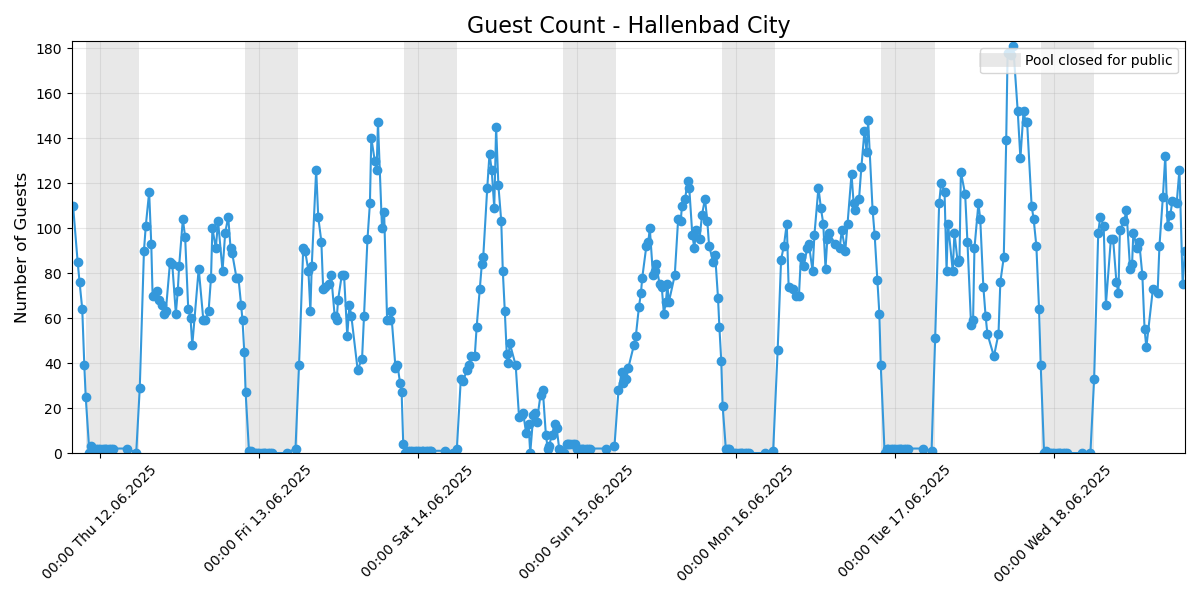 Guest Count - Hallenbad City
Pool closed for public
Number of Guests
180
160
140
120
100
80
60
40
20
0
00:00 Thu 12.06.2025
00:00 Fri 13.06.2025
00:00 Sat 14.06.2025
00:00 Sun 15.06.2025
00:00 Mon 16.06.2025
00:00 Tue 17.06.2025
00:00 Wed 18.06.2025